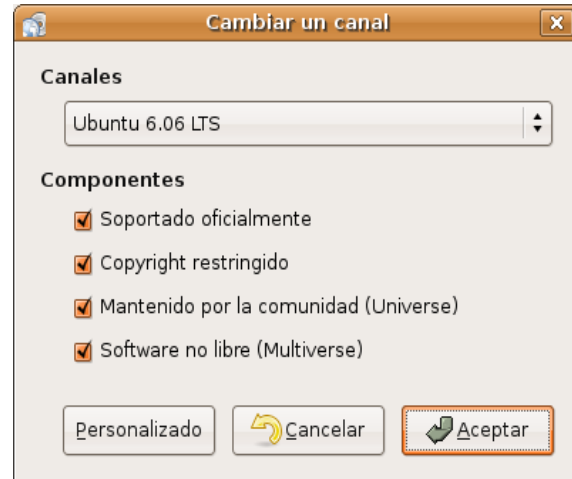 Cambiar un canal
Canales
Ubuntu 6.06 LTS
Componentes
Soportado oficialmente
Copyright restringido
Mantenido por la comunidad (Universe)
Software no libre (Multiverse)
Personalizado Cancelar Aceptar